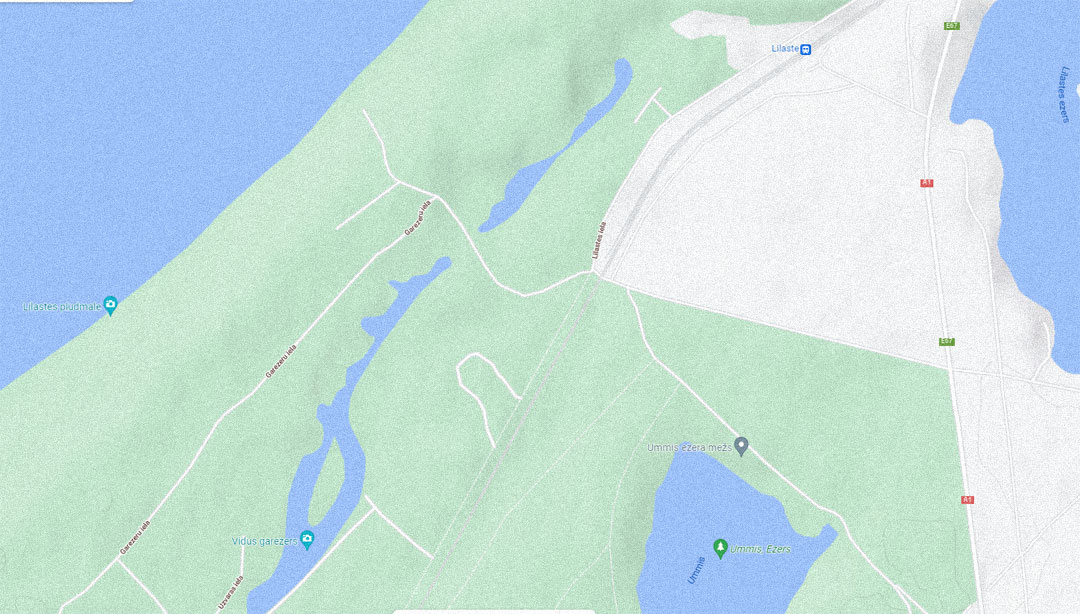 E67
Lilaste
Lilastes ezers
A1
Garezeru iela
Lilastes iela
Lilastes pludmale
E67
Garezeru iela
Ummis ezera mežs
A1
Garezeru iela
Vidus garezers
Ummis, Ezers
Ummis
Uzvaras iela